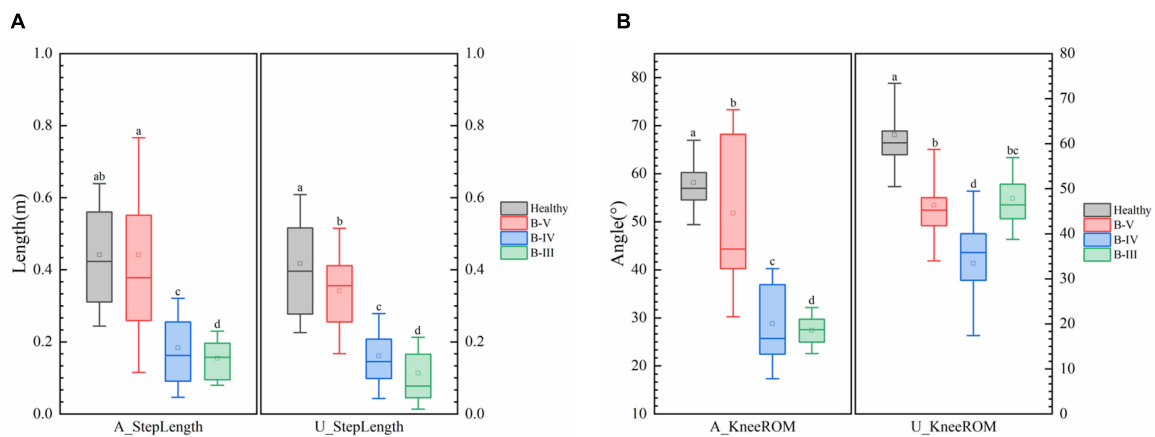 A
Length(m)
1.0
0.8
0.6
0.4
0.2
0.0
ab
a
c
d
a
b
c
d
1.0
0.8
0.6
0.4
0.2
0.0
A_StepLength
U_StepLength
Healthy
B-V
B-IV
B-III
B
Angle(°)
80
70
60
50
40
30
20
10
a
b
c
d
a
b
d
bc
80
70
60
50
40
30
20
10
0
A_KneeROM
U_KneeROM
Healthy
B-V
B-IV
B-III